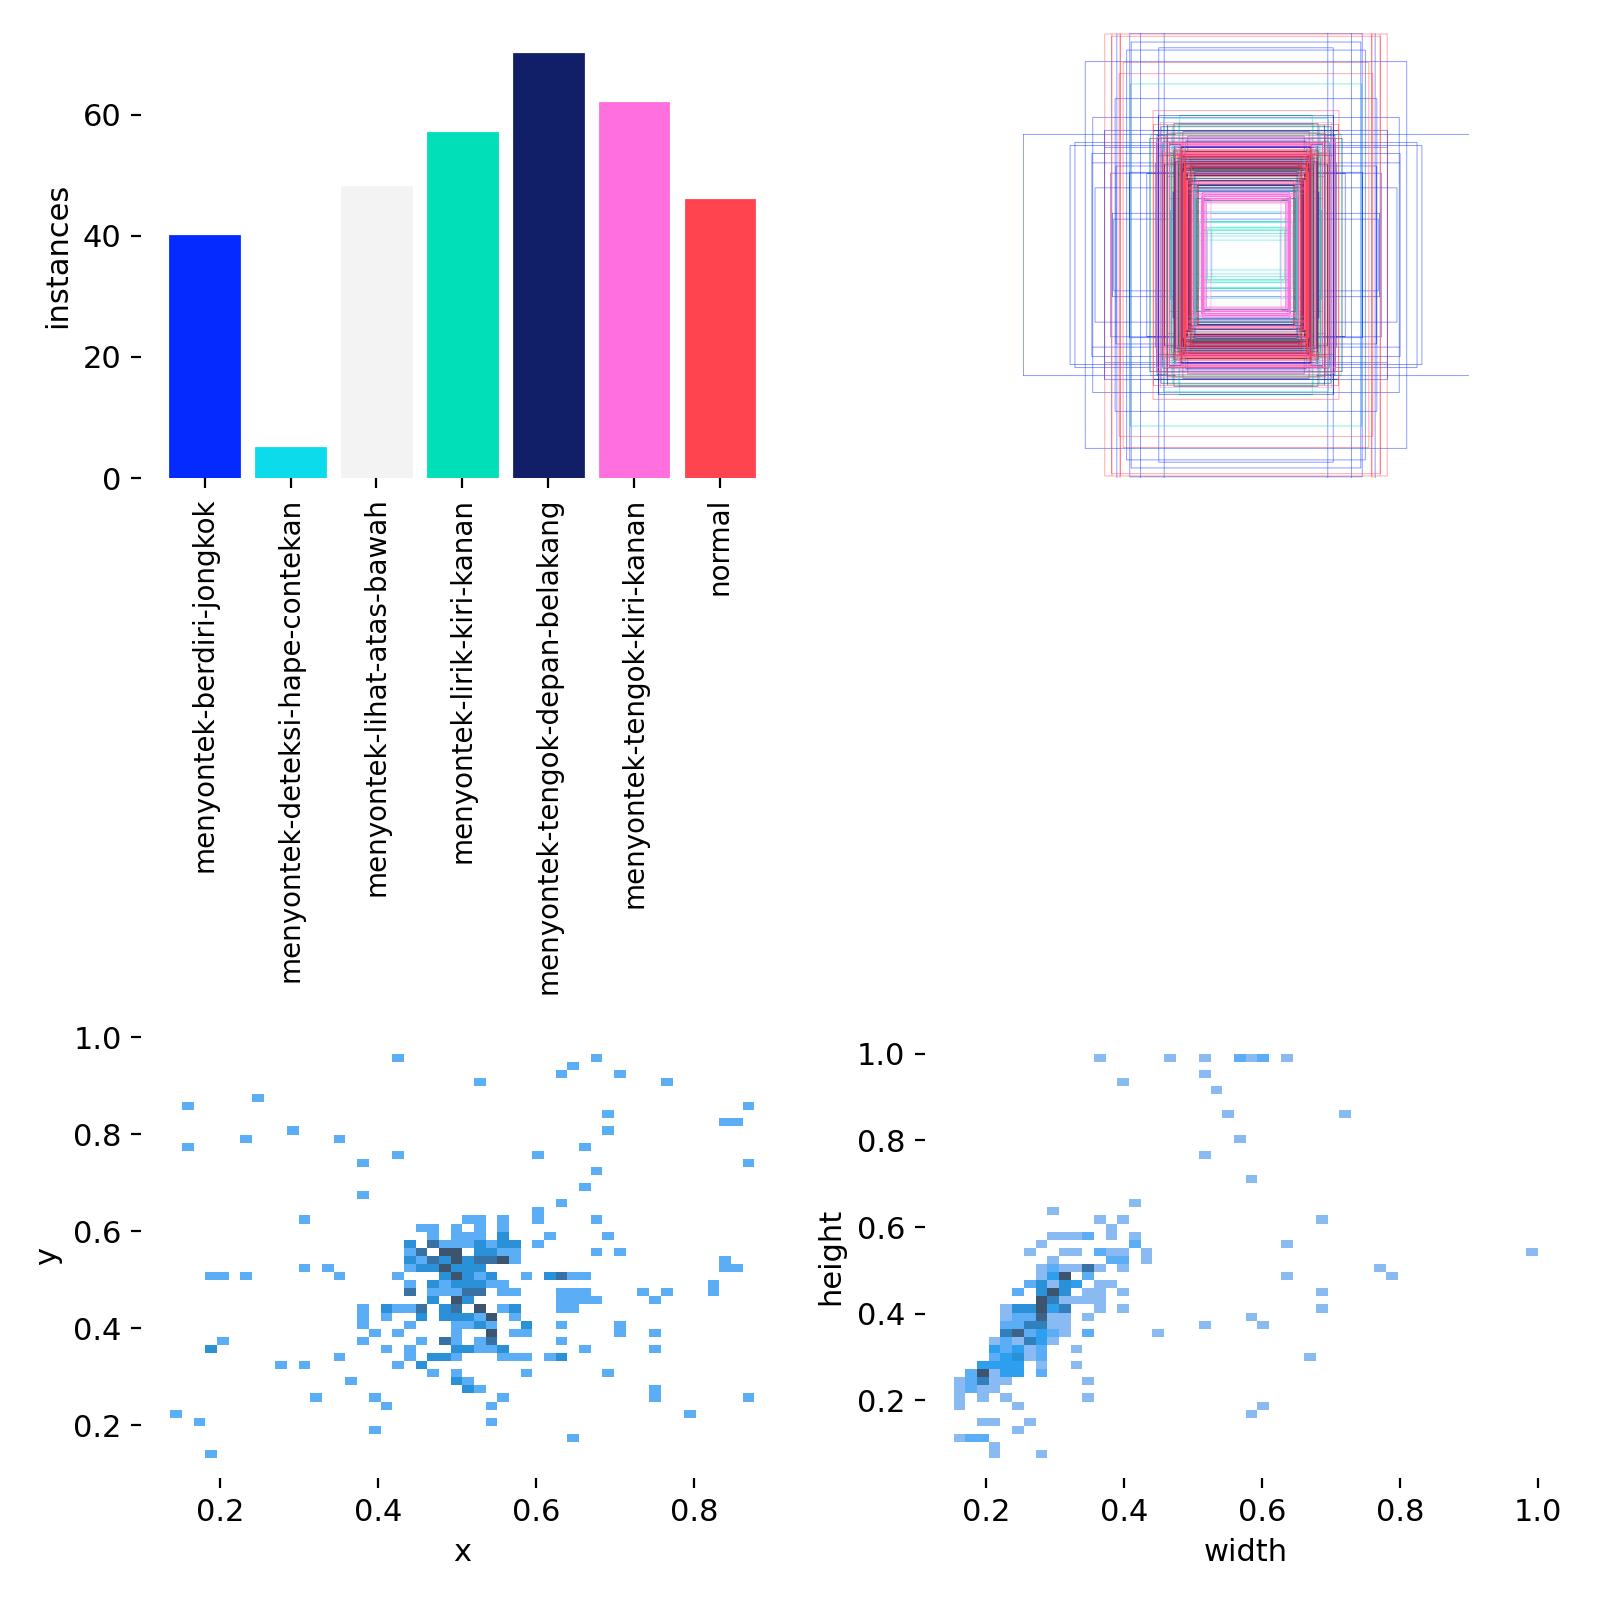 instances
60
40
20
0
menyontek-berdiri-jongkok
menyontek-deteksi-hape-contekan
menyontek-lihat-atas-bawah
menyontek-lirik-kiri-kanan
menyontek-tengok-depan-belakang
menyontek-tengok-kiri-kanan
normal
y
1.0
0.8
0.6
0.4
0.2
0.2 0.4 0.6 0.8
x
height
1.0
0.8
0.6
0.4
0.2
0.2 0.4 0.6 0.8 1.0
width